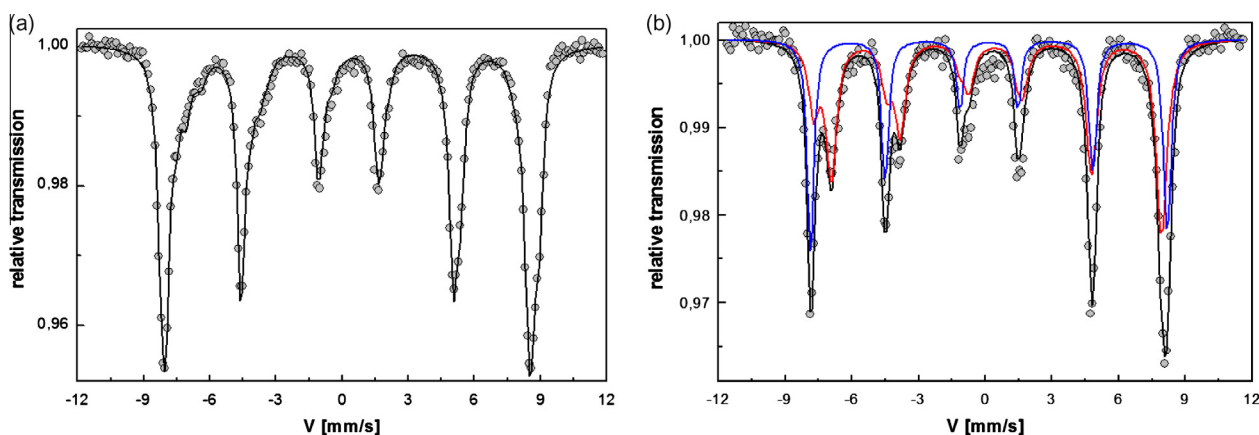 (a)
1,00
0,98
0,96
relative transmission
-12 -9 -6 -3 0 3 6 9 12
V [mm/s]
(b)
1,00
0,99
0,98
0,97
relative transmission
-12 -9 -6 -3 0 3 6 9 12
V [mm/s]